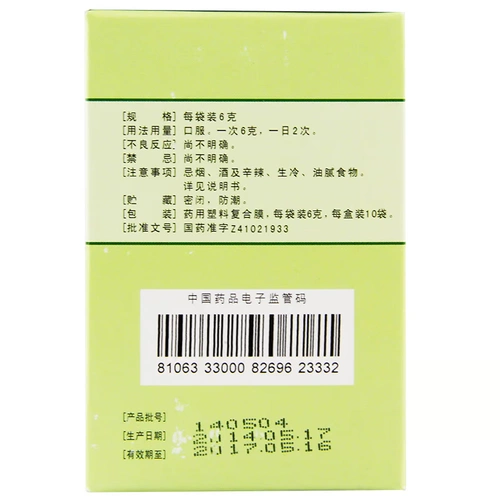 [规　　格] 每袋装6克
[用法用量] 口服。一次6克，一日2次。
[不良反应] 尚不明确。
[禁　　忌] 尚不明确。
[注意事项] 忌烟、酒及辛辣、生冷、油腻食物。
详见说明书。
[贮　　藏] 密闭，防潮。
[包　　装] 药用塑料复合膜，每袋装6克，每盒装10袋。
[批准文号] 国药准字Z41021933
中国药品电子监管码
81063 33000 82696 23332
[产品批号] 140504
[生产日期] 2014.05.17
[有效期至] 2017.05.16